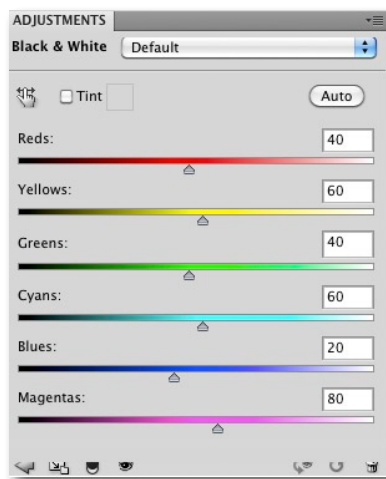 ADJUSTMENTS
Black & White Default
Tint Auto
Reds: 40
Yellows: 60
Greens: 40
Cyans: 60
Blues: 20
Magentas: 80